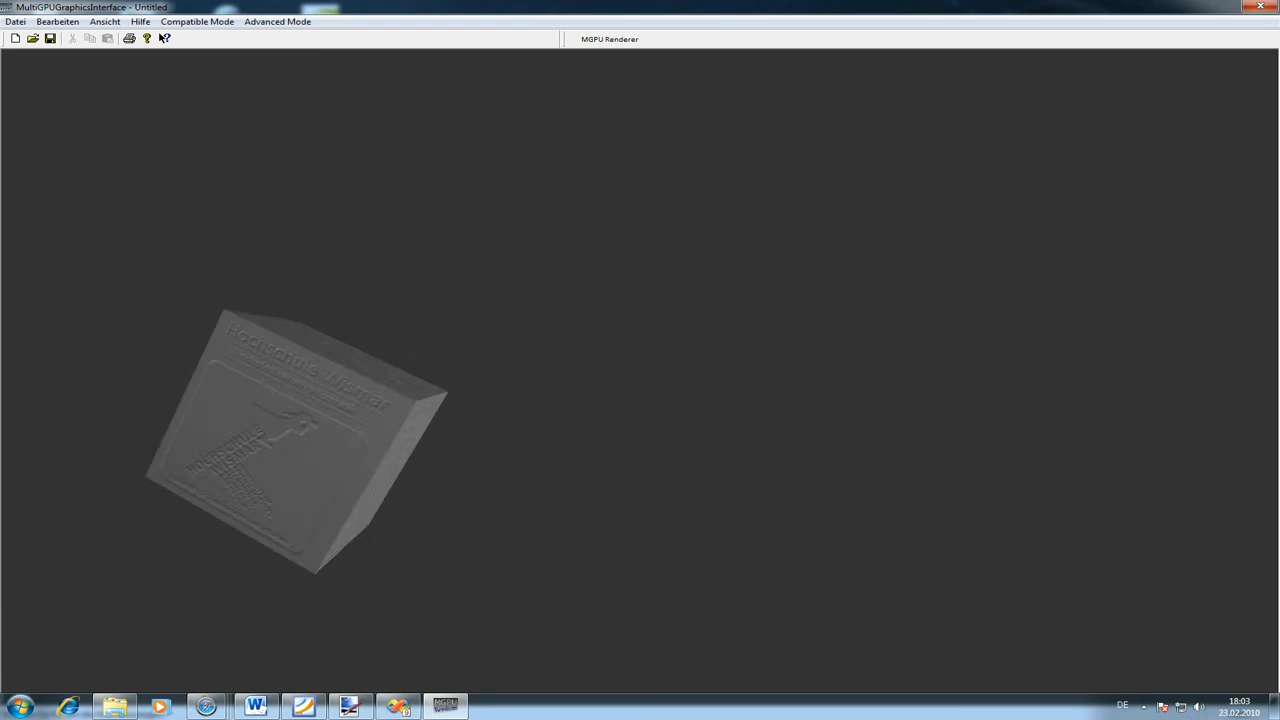 MultiGPUGraphicsInterface - Untitled
Datei Bearbeiten Ansicht Hilfe Compatible Mode Advanced Mode
MGPU Renderer
Hochschule Wismar
HOCHSCHULE
WISMAR
DE 18:03
23.02.2010